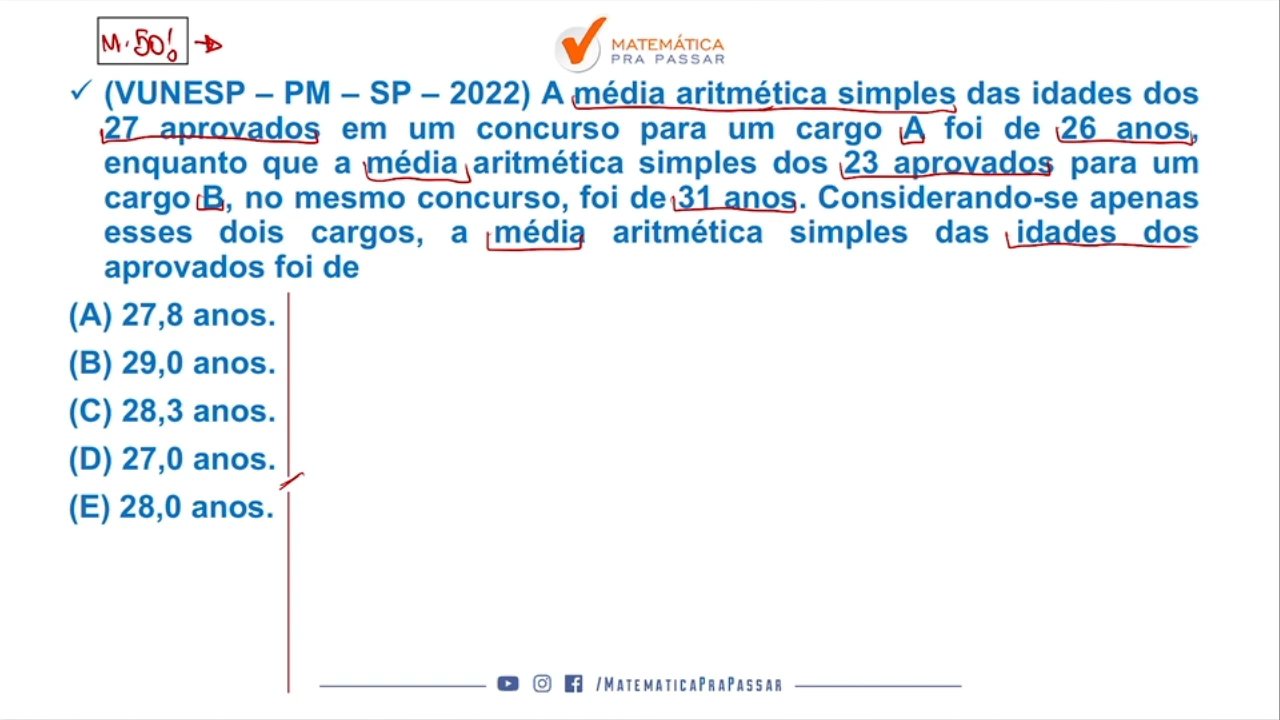 M.50!
MATEMÁTICA
PRA PASSAR
✓ (VUNESP – PM – SP – 2022) A média aritmética simples das idades dos
27 aprovados em um concurso para um cargo A foi de 26 anos,
enquanto que a média aritmética simples dos 23 aprovados para um
cargo B, no mesmo concurso, foi de 31 anos. Considerando-se apenas
esses dois cargos, a média aritmética simples das idades dos
aprovados foi de
(A) 27,8 anos.
(B) 29,0 anos.
(C) 28,3 anos.
(D) 27,0 anos.
(E) 28,0 anos.
/MATEMATICAPRAPASSAR